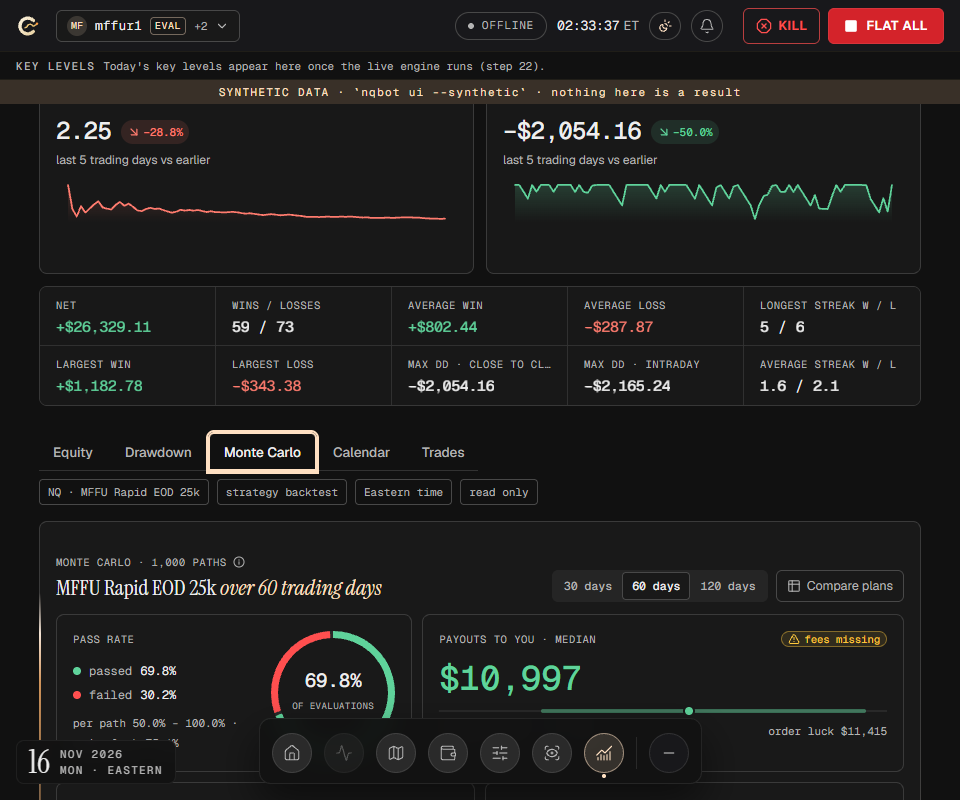 MF mffur1 EVAL +2
OFFLINE
02:33:37 ET
KILL
FLAT ALL
KEY LEVELS Today's key levels appear here once the live engine runs (step 22).
SYNTHETIC DATA · `nqbot ui --synthetic` · nothing here is a result
2.25 -28.8%
last 5 trading days vs earlier
-$2,054.16 -50.0%
last 5 trading days vs earlier
NET
+$26,329.11
WINS / LOSSES
59 / 73
AVERAGE WIN
+$802.44
AVERAGE LOSS
-$287.87
LONGEST STREAK W / L
5 / 6
LARGEST WIN
+$1,182.78
LARGEST LOSS
-$343.38
MAX DD · CLOSE TO CL…
-$2,054.16
MAX DD · INTRADAY
-$2,165.24
AVERAGE STREAK W / L
1.6 / 2.1
Equity
Drawdown
Monte Carlo
Calendar
Trades
NQ · MFFU Rapid EOD 25k
strategy backtest
Eastern time
read only
MONTE CARLO · 1,000 PATHS
MFFU Rapid EOD 25k over 60 trading days
30 days
60 days
120 days
Compare plans
PASS RATE
passed 69.8%
failed 30.2%
per path 50.0% - 100.0% ·
69.8%
OF EVALUATIONS
PAYOUTS TO YOU · MEDIAN
fees missing
$10,997
order luck $11,415
16
NOV 2026
MON · EASTERN